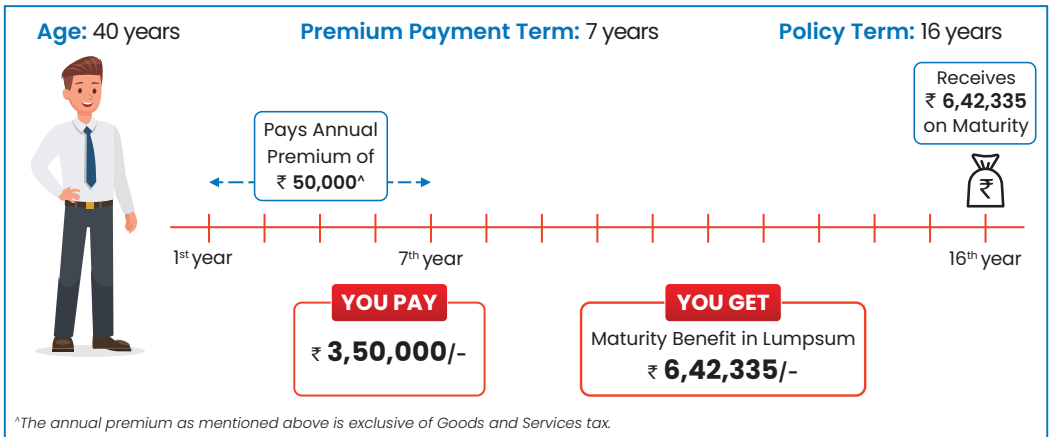 Age: 40 years
Premium Payment Term: 7 years
Policy Term: 16 years
Receives
₹ 6,42,335
on Maturity
Pays Annual
Premium of
₹ 50,000^
₹
1st year
7th year
16th year
YOU PAY
₹ 3,50,000/-
YOU GET
Maturity Benefit in Lumpsum
₹ 6,42,335/-
^The annual premium as mentioned above is exclusive of Goods and Services tax.